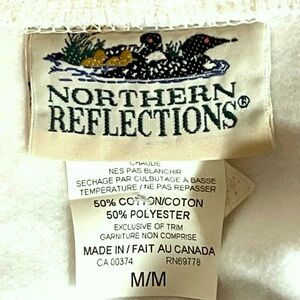 NORTHERN
REFLECTIONS®
CHAUDE
NES PAS BLANCHIR
SECHAGE PAR CULBUTAGE À BASSE
TEMPERATURE / NE PAS REPASSER
50% COTTON/COTON
50% POLYESTER
EXCLUSIVE OF TRIM
GARNITURE NON COMPRISE
MADE IN / FAIT AU CANADA
CA 00374 RN69778
M/M